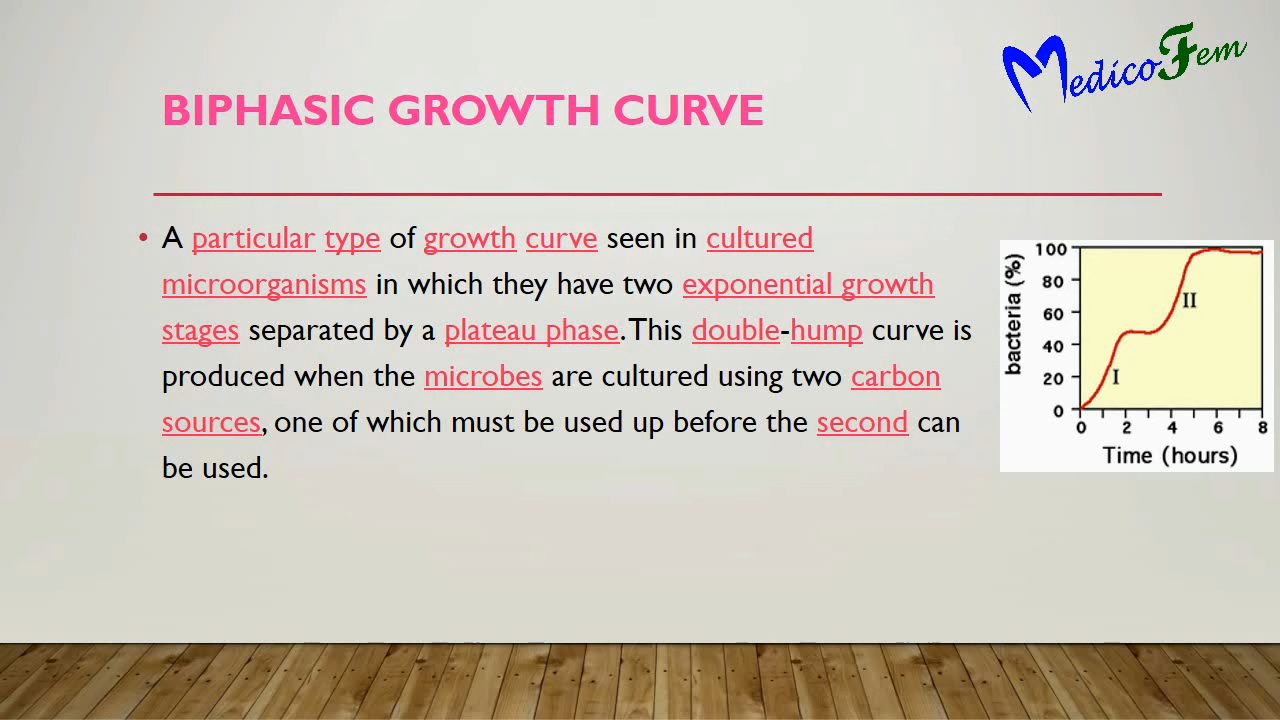 MedicoFem
BIPHASIC GROWTH CURVE
• A particular type of growth curve seen in cultured
microorganisms in which they have two exponential growth
stages separated by a plateau phase. This double-hump curve is
produced when the microbes are cultured using two carbon
sources, one of which must be used up before the second can
be used.
bacteria (%)
100
80
60
40
20
0
I
II
0 2 4 6 8
Time (hours)